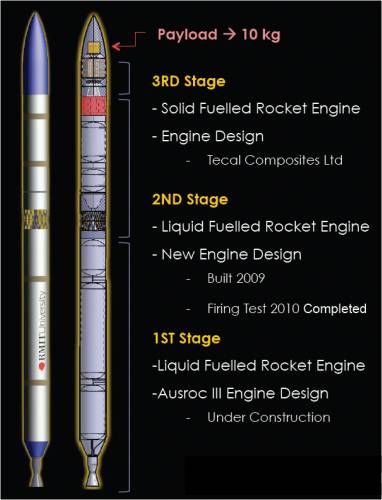 Payload → 10 kg
3RD Stage
- Solid Fuelled Rocket Engine
- Engine Design
- Tecal Composites Ltd
2ND Stage
- Liquid Fuelled Rocket Engine
- New Engine Design
- Built 2009
- Firing Test 2010 Completed
1ST Stage
-Liquid Fuelled Rocket Engine
-Ausroc III Engine Design
- Under Construction
RMIT University